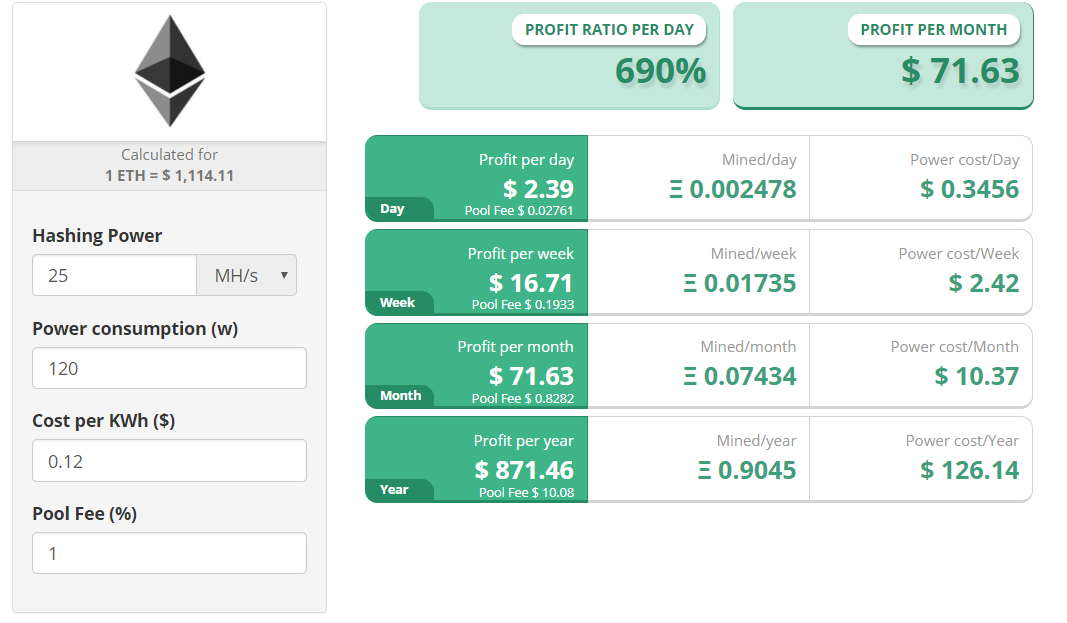 Calculated for
1 ETH = $ 1,114.11
Hashing Power
25 MH/s
Power consumption (w)
120
Cost per KWh ($)
0.12
Pool Fee (%)
1
PROFIT RATIO PER DAY
690%
PROFIT PER MONTH
$ 71.63
Day
Profit per day
$ 2.39
Pool Fee $ 0.02761
Mined/day
Ξ 0.002478
Power cost/Day
$ 0.3456
Week
Profit per week
$ 16.71
Pool Fee $ 0.1933
Mined/week
Ξ 0.01735
Power cost/Week
$ 2.42
Month
Profit per month
$ 71.63
Pool Fee $ 0.8282
Mined/month
Ξ 0.07434
Power cost/Month
$ 10.37
Year
Profit per year
$ 871.46
Pool Fee $ 10.08
Mined/year
Ξ 0.9045
Power cost/Year
$ 126.14